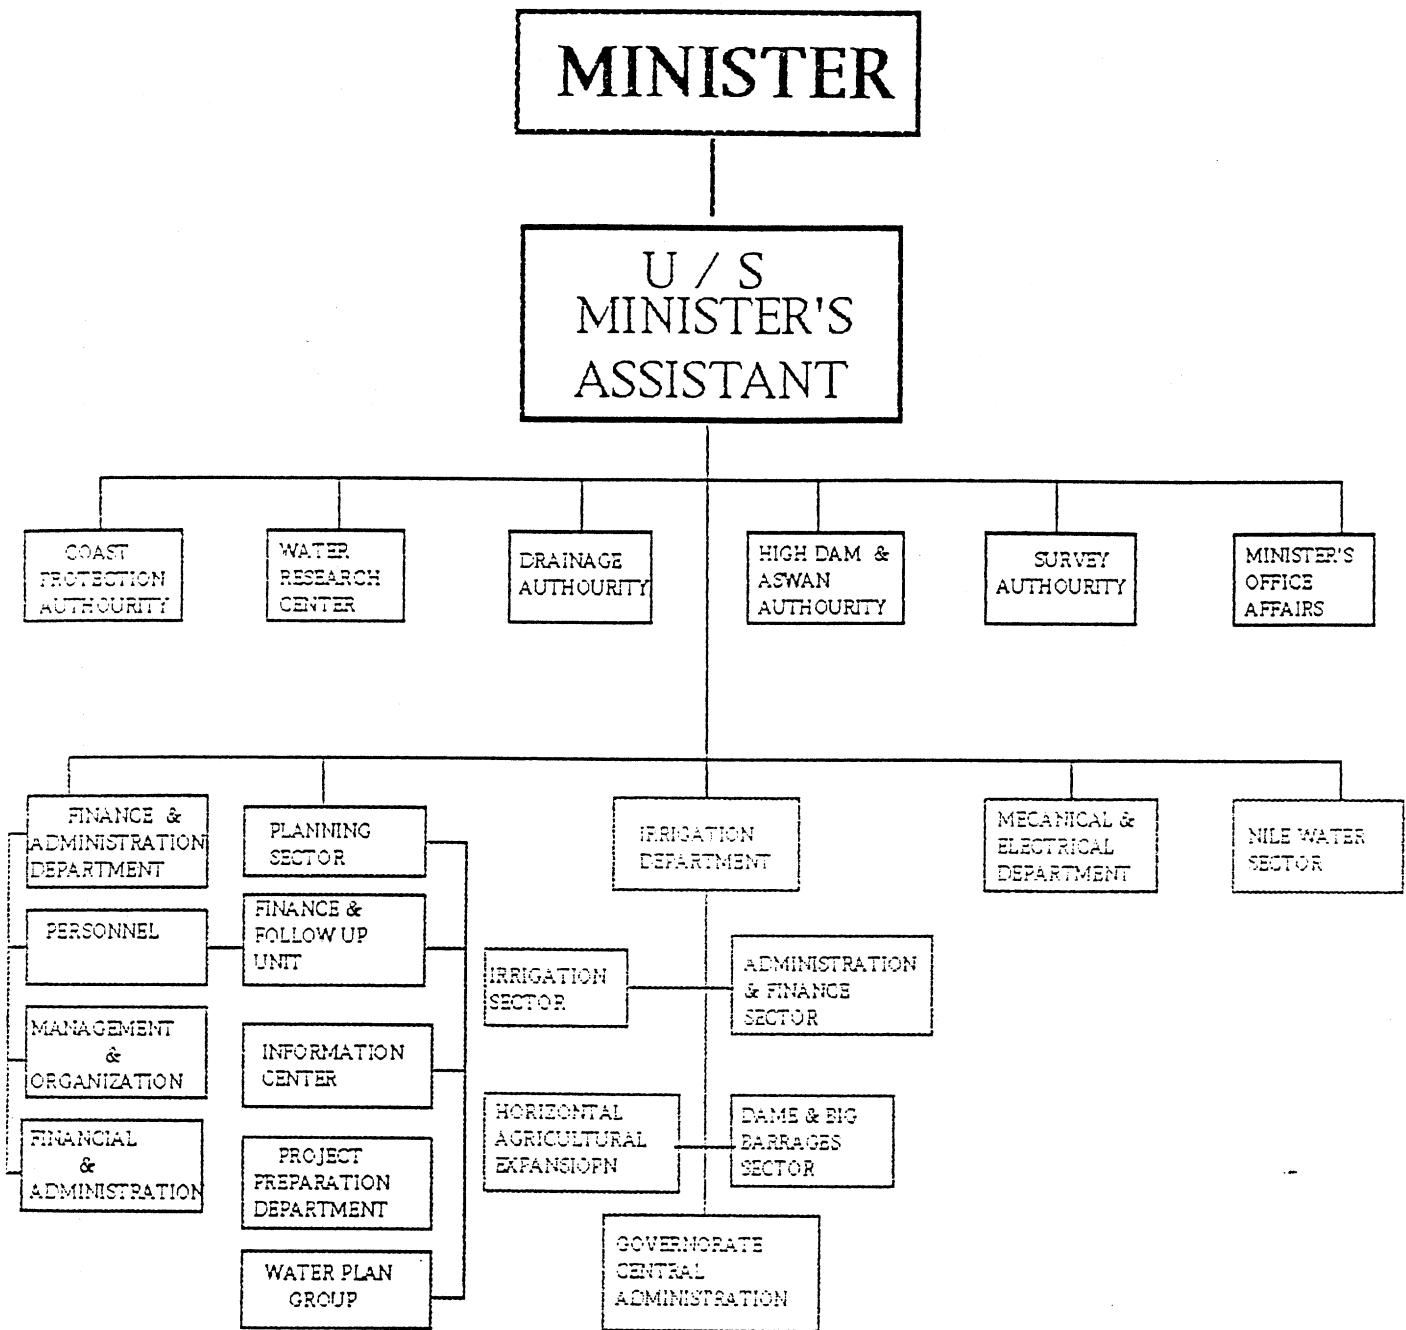 MINISTER
U / S
MINISTER'S
ASSISTANT
COAST
PROTECTION
AUTHOURITY
WATER
RESEARCH
CENTER
DRAINAGE
AUTHOURITY
HIGH DAM &
ASWAN
AUTHOURITY
SURVEY
AUTHOURITY
MINISTER'S
OFFICE
AFFAIRS
FINANCE &
ADMINISTRATION
DEPARTMENT
PLANNING
SECTOR
IRRIGATION
DEPARTMENT
MECANICAL &
ELECTRICAL
DEPARTMENT
NILE WATER
SECTOR
PERSONNEL
FINANCE &
FOLLOW UP
UNIT
IRRIGATION
SECTOR
ADMINISTRATION
& FINANCE
SECTOR
MANAGEMENT
&
ORGANIZATION
INFORMATION
CENTER
HORIZONTAL
AGRICULTURAL
EXPANSIOPN
DAME & BIG
BARRAGES
SECTOR
FINANCIAL
&
ADMINISTRATION
PROJECT
PREPARATION
DEPARTMENT
WATER PLAN
GROUP
GOVERNORATE
CENTRAL
ADMINISTRATION